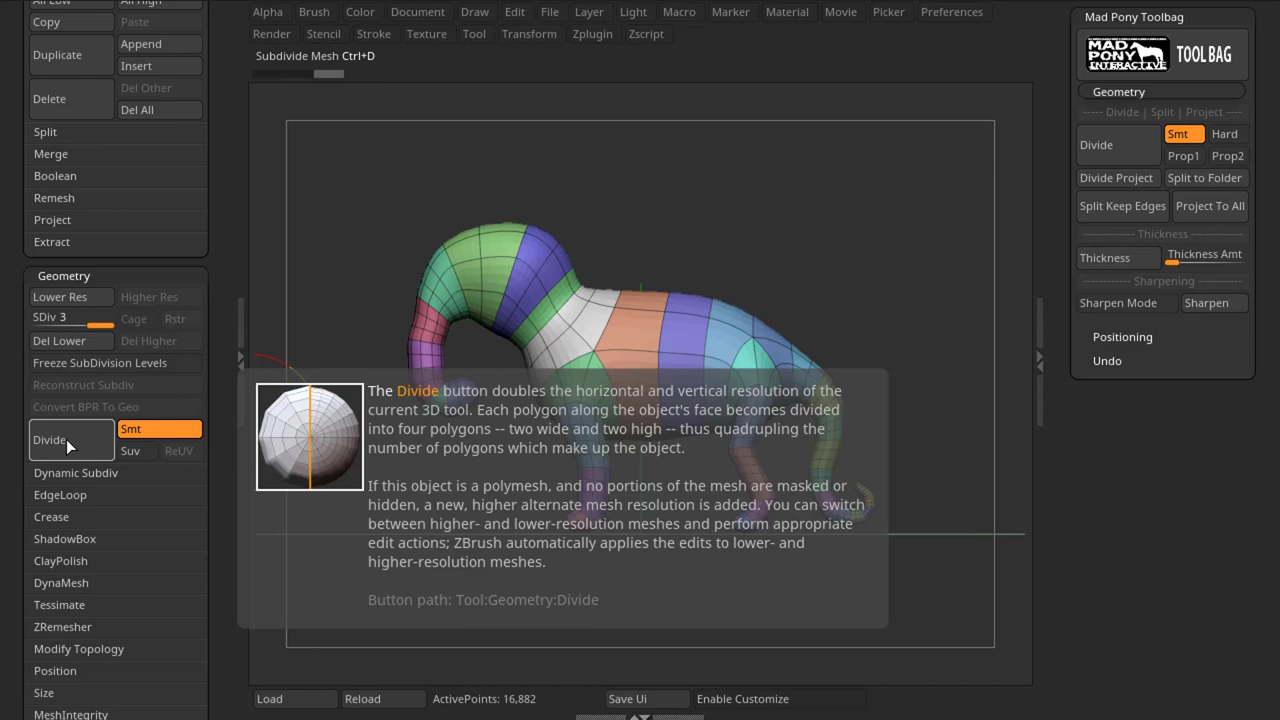 All Low All High
Copy Paste
Duplicate
Append
Insert
Delete
Del Other
Del All
Split
Merge
Boolean
Remesh
Project
Extract
Geometry
Lower Res Higher Res
SDiv 3 Cage Rstr
Del Lower Del Higher
Freeze SubDivision Levels
Reconstruct Subdiv
Convert BPR To Geo
Divide
Smt
Suv ReUV
Dynamic Subdiv
EdgeLoop
Crease
ShadowBox
ClayPolish
DynaMesh
Tessimate
ZRemesher
Modify Topology
Position
Size
MeshIntegrity
Alpha Brush Color Document Draw Edit File Layer Light Macro Marker Material Movie Picker Preferences
Render Stencil Stroke Texture Tool Transform Zplugin Zscript
Subdivide Mesh Ctrl+D
The Divide button doubles the horizontal and vertical resolution of the
current 3D tool. Each polygon along the object's face becomes divided
into four polygons -- two wide and two high -- thus quadrupling the
number of polygons which make up the object.
If this object is a polymesh, and no portions of the mesh are masked or
hidden, a new, higher alternate mesh resolution is added. You can switch
between higher- and lower-resolution meshes and perform appropriate
edit actions; ZBrush automatically applies the edits to lower- and
higher-resolution meshes.
Button path: Tool:Geometry:Divide
Load Reload ActivePoints: 16,882 Save Ui Enable Customize
Mad Pony Toolbag
MAD
PONY
INTERACTIVE
TOOL BAG
Geometry
Divide | Split | Project
Divide
Smt Hard
Prop1 Prop2
Divide Project Split to Folder
Split Keep Edges Project To All
Thickness
Thickness Thickness Amt
Sharpening
Sharpen Mode Sharpen
Positioning
Undo